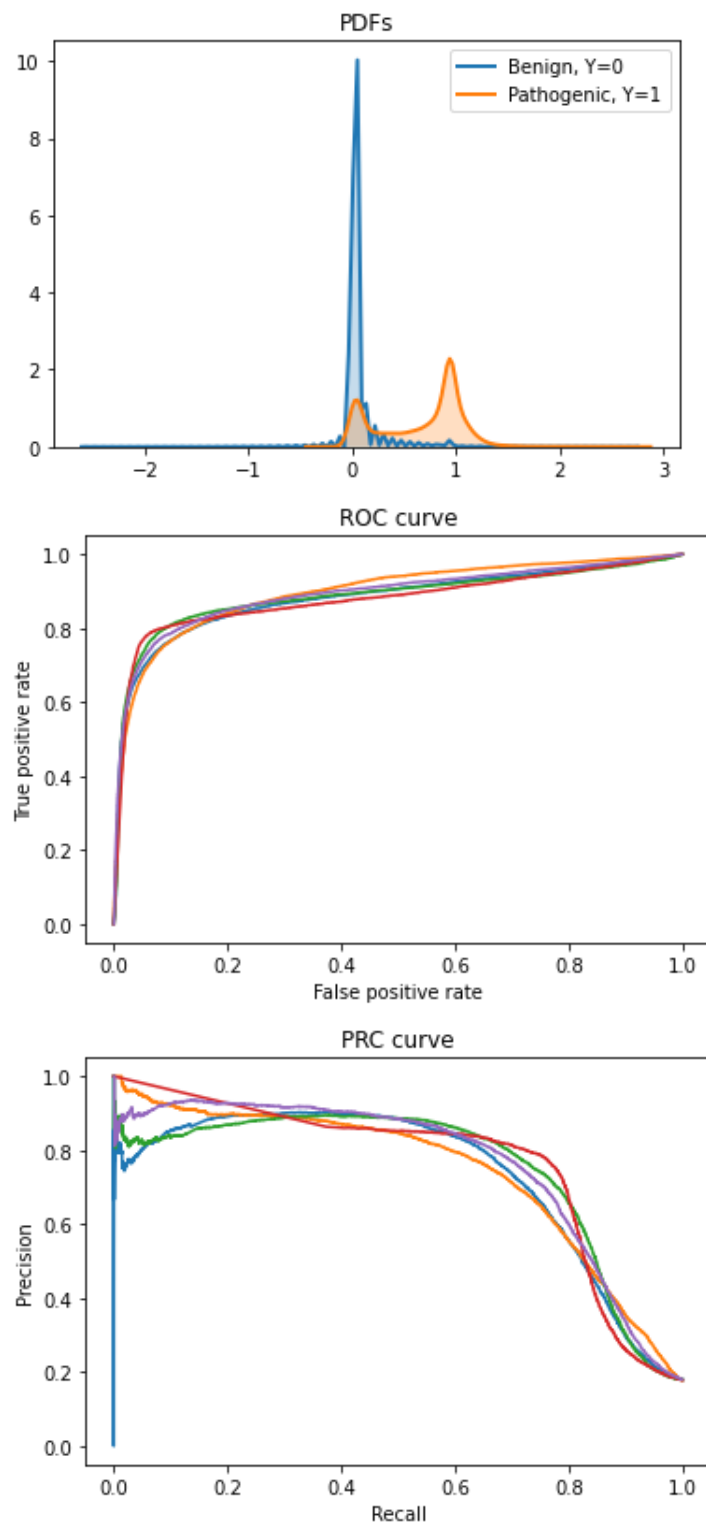 PDFs
Benign, Y=0
Pathogenic, Y=1
10
8
6
4
2
0
−2 −1 0 1 2 3
ROC curve
True positive rate
1.0
0.8
0.6
0.4
0.2
0.0
0.0 0.2 0.4 0.6 0.8 1.0
False positive rate
PRC curve
Precision
1.0
0.8
0.6
0.4
0.2
0.0
0.0 0.2 0.4 0.6 0.8 1.0
Recall